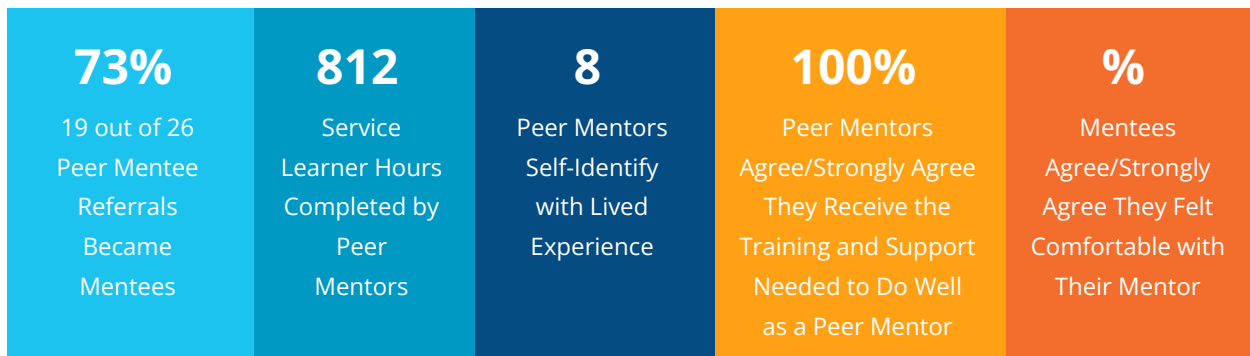 73%
19 out of 26
Peer Mentee
Referrals
Became
Mentees
812
Service
Learner Hours
Completed by
Peer
Mentors
8
Peer Mentors
Self-Identify
with Lived
Experience
100%
Peer Mentors
Agree/Strongly Agree
They Receive the
Training and Support
Needed to Do Well
as a Peer Mentor
%
Mentees
Agree/Strongly
Agree They Felt
Comfortable with
Their Mentor